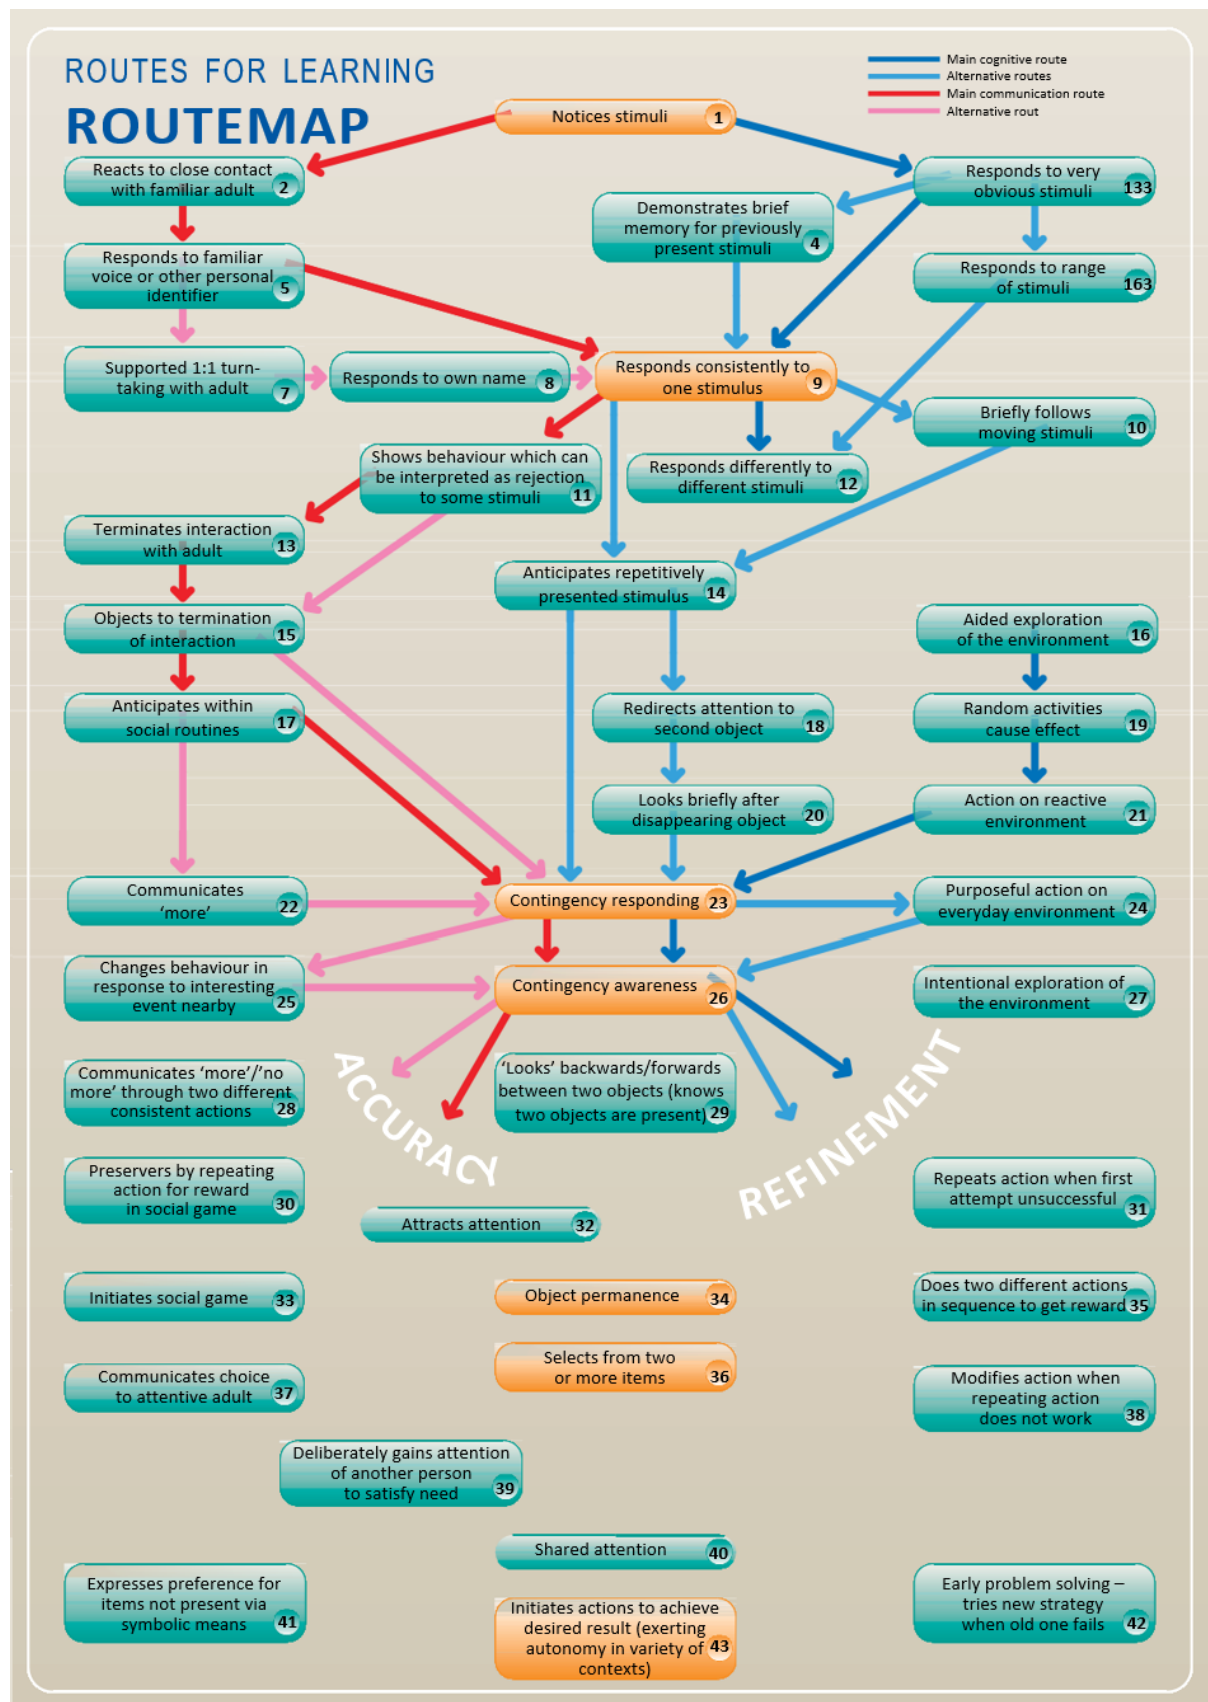 ROUTES FOR LEARNING
ROUTEMAP
Main cognitive route
Alternative routes
Main communication route
Alternative rout
Notices stimuli 1
Reacts to close contact
with familiar adult 2
Responds to very
obvious stimuli 133
Demonstrates brief
memory for previously
present stimuli 4
Responds to familiar
voice or other personal
identifier 5
Responds to range
of stimuli 163
Supported 1:1 turn-
taking with adult 7
Responds to own name 8
Responds consistently to
one stimulus 9
Briefly follows
moving stimuli 10
Shows behaviour which can
be interpreted as rejection
to some stimuli 11
Responds differently to
different stimuli 12
Terminates interaction
with adult 13
Anticipates repetitively
presented stimulus 14
Objects to termination
of interaction 15
Aided exploration
of the environment 16
Anticipates within
social routines 17
Redirects attention to
second object 18
Random activities
cause effect 19
Looks briefly after
disappearing object 20
Action on reactive
environment 21
Communicates
‘more’ 22
Contingency responding 23
Purposeful action on
everyday environment 24
Changes behaviour in
response to interesting
event nearby 25
Contingency awareness
26
Intentional exploration of
the environment 27
ACCURACY
REFINEMENT
Communicates ‘more’/’no
more’ through two different
consistent actions 28
‘Looks’ backwards/forwards
between two objects (knows
two objects are present) 29
Preservers by repeating
action for reward
in social game 30
Repeats action when first
attempt unsuccessful
31
Attracts attention 32
Initiates social game 33
Object permanence 34
Does two different actions
in sequence to get reward 35
Selects from two
or more items 36
Communicates choice
to attentive adult 37
Modifies action when
repeating action
does not work 38
Deliberately gains attention
of another person
to satisfy need 39
Shared attention 40
Expresses preference for
items not present via
symbolic means 41
Early problem solving –
tries new strategy
when old one fails 42
Initiates actions to achieve
desired result (exerting
autonomy in variety of 43
contexts)